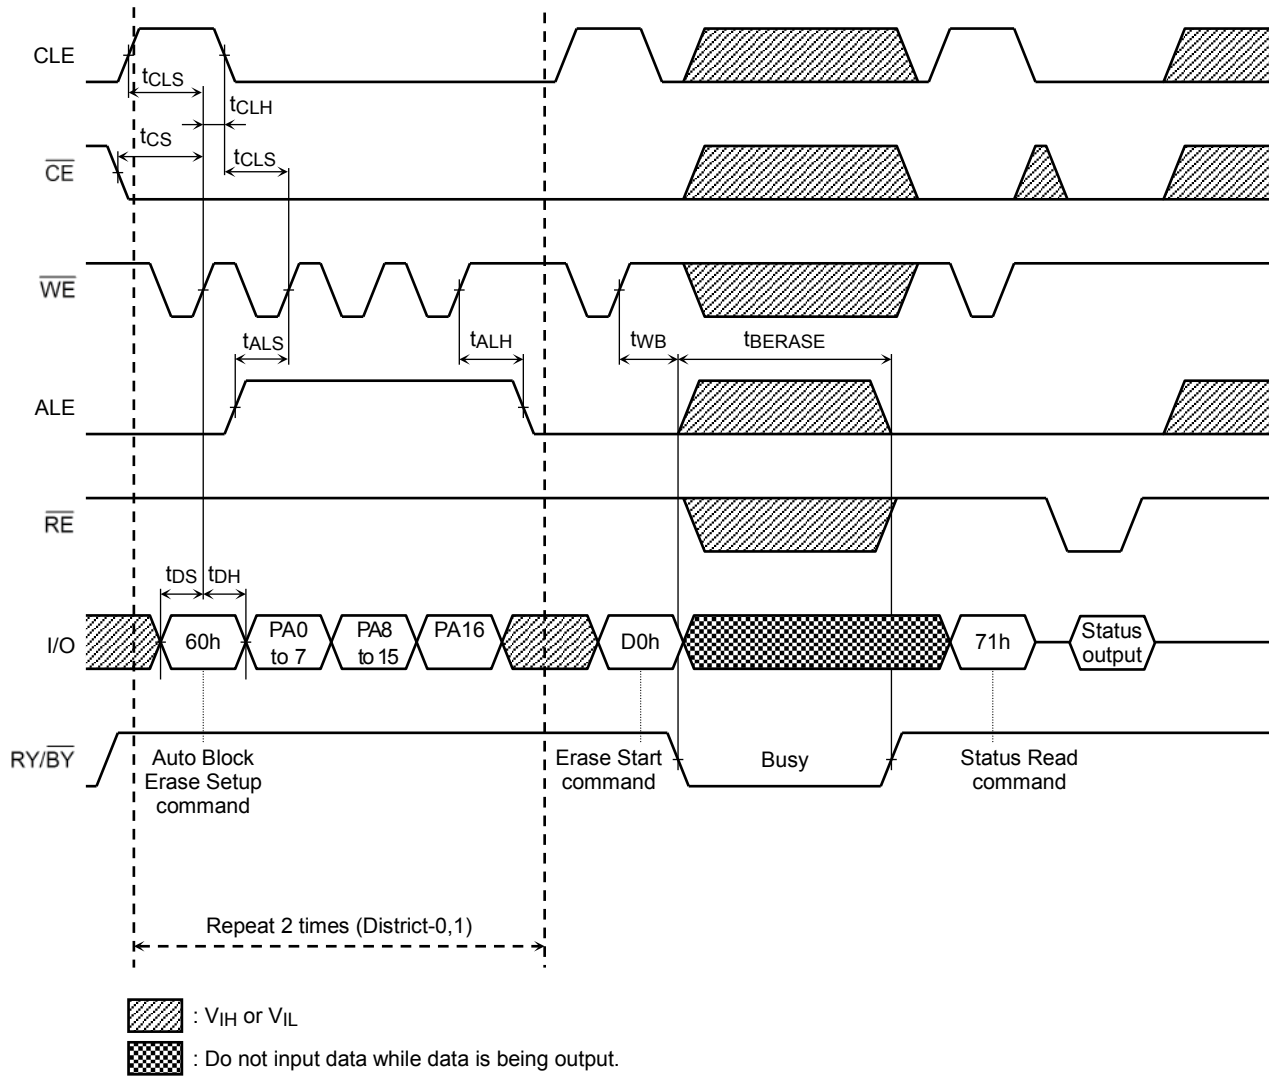 CLE
tCLS
tCLH
tCS
tCLS
CE
WE
tALS
tALH
tWB
tBERASE
ALE
RE
tDS
tDH
I/O
60h
PA0
to 7
PA8
to 15
PA16
D0h
71h
Status
output
RY/BY
Auto Block
Erase Setup
command
Erase Start
command
Busy
Status Read
command
Repeat 2 times (District-0,1)
: VIH or VIL
: Do not input data while data is being output.